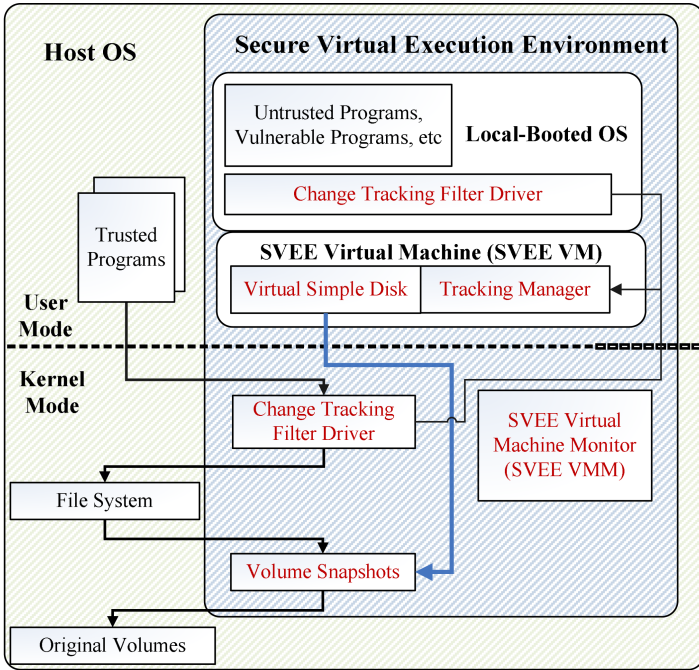 Host OS
Secure Virtual Execution Environment
Untrusted Programs,
Vulnerable Programs, etc
Local-Booted OS
Change Tracking Filter Driver
Trusted
Programs
SVEE Virtual Machine (SVEE VM)
Virtual Simple Disk
Tracking Manager
User
Mode
Kernel
Mode
Change Tracking
Filter Driver
SVEE Virtual
Machine Monitor
(SVEE VMM)
File System
Volume Snapshots
Original Volumes